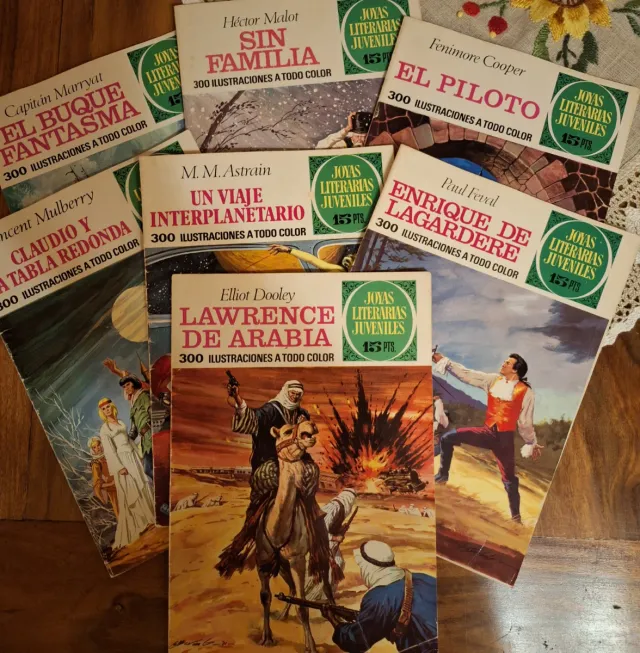 Capitán Marryat
EL BUQUE
FANTASMA
300 ILUSTRACIONES A TODO COLOR
JOYAS
LITERARIAS
JUVENILES
15
Héctor Malot
SIN
FAMILIA
300 ILUSTRACIONES A TODO COLOR
JOYAS
LITERARIAS
JUVENILES
15 PTS.
Fenimore Cooper
EL PILOTO
300 ILUSTRACIONES A TODO COLOR
JOYAS
LITERARIAS
JUVENILES
15 PTS.
ncent Mulberry
CLAUDIO Y
A TABLA REDONDA
300 ILUSTRACIONES A TODO COLOR
M. M. Astrain
UN VIAJE
INTERPLANETARIO
300 ILUSTRACIONES A TODO COLOR
JOYAS
LITERARIAS
JUVENILES
15 PTS.
Paul Féval
ENRIQUE DE
LAGARDERE
300 ILUSTRACIONES A TODO COLOR
JOYAS
LITERARIAS
JUVENILES
15 PTS.
Elliot Dooley
LAWRENCE
DE ARABIA
300 ILUSTRACIONES A TODO COLOR
JOYAS
LITERARIAS
JUVENILES
15 PTS.